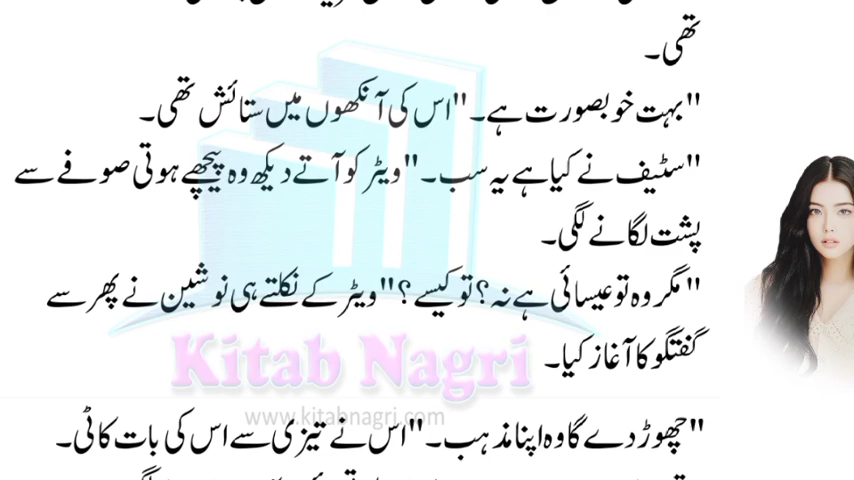 تھی۔
"بہت خوبصورت ہے۔" اس کی آنکھوں میں ستائش تھی۔
"سٹیف نے کیا ہے یہ سب۔" ویٹر کو آتے دیکھ وہ پیچھے ہوتی صوفے سے
پشت لگانے لگی۔
"مگر وہ تو عیسائی ہے نہ؟ تو کیسے؟" ویٹر کے نکلتے ہی نوشین نے پھر سے
گفتگو کا آغاز کیا۔
Kitab Nagri
www.kitabnagri.com
"چھوڑ دے گا وہ اپنا مذہب۔" اس نے تیزی سے اس کی بات کاٹی۔